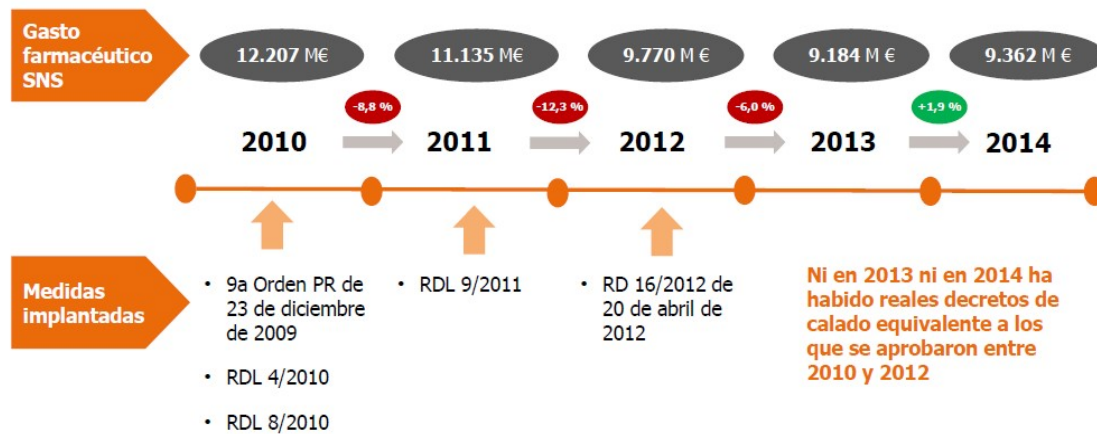 Gasto
farmacéutico
SNS
12.207 M€
11.135 M€
9.770 M €
9.184 M €
9.362 M €
-8,8 %
-12,3 %
-6,0 %
+1,9 %
2010
2011
2012
2013
2014
Medidas
implantadas
• 9a Orden PR de
23 de diciembre
de 2009
• RDL 4/2010
• RDL 8/2010
• RDL 9/2011
• RD 16/2012 de
20 de abril de
2012
Ni en 2013 ni en 2014 ha
habido reales decretos de
calado equivalente a los
que se aprobaron entre
2010 y 2012